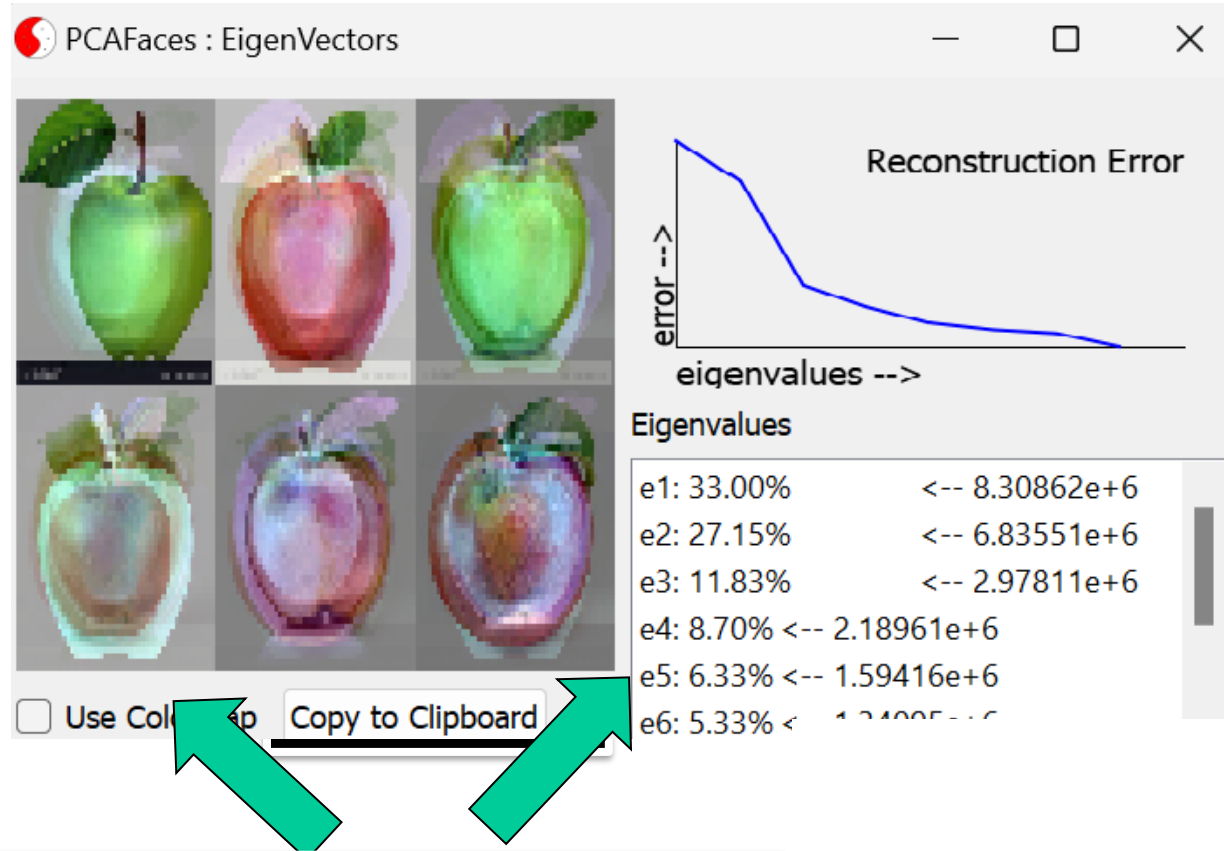 PCAFaces : EigenVectors
Reconstruction Error
error -->
eigenvalues -->
Eigenvalues
e1: 33.00% <-- 8.30862e+6
e2: 27.15% <-- 6.83551e+6
e3: 11.83% <-- 2.97811e+6
e4: 8.70% <-- 2.18961e+6
e5: 6.33% <-- 1.59416e+6
e6: 5.33% <
Use Copy to Clipboard